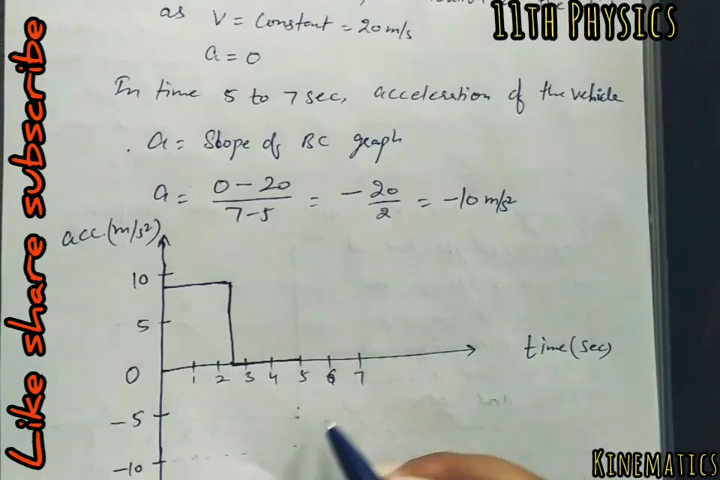 11th Physics
as V = Constant = 20 m/s
a = 0
In time 5 to 7 sec, acceleration of the vehicle
. a = Slope of BC graph
a = 0 - 20 / 7 - 5 = - 20 / 2 = -10 m/s²
acc.(m/s²)
10
5
0 1 2 3 4 5 6 7
time(sec)
-5
-10
Like share subscribe
Kinematics